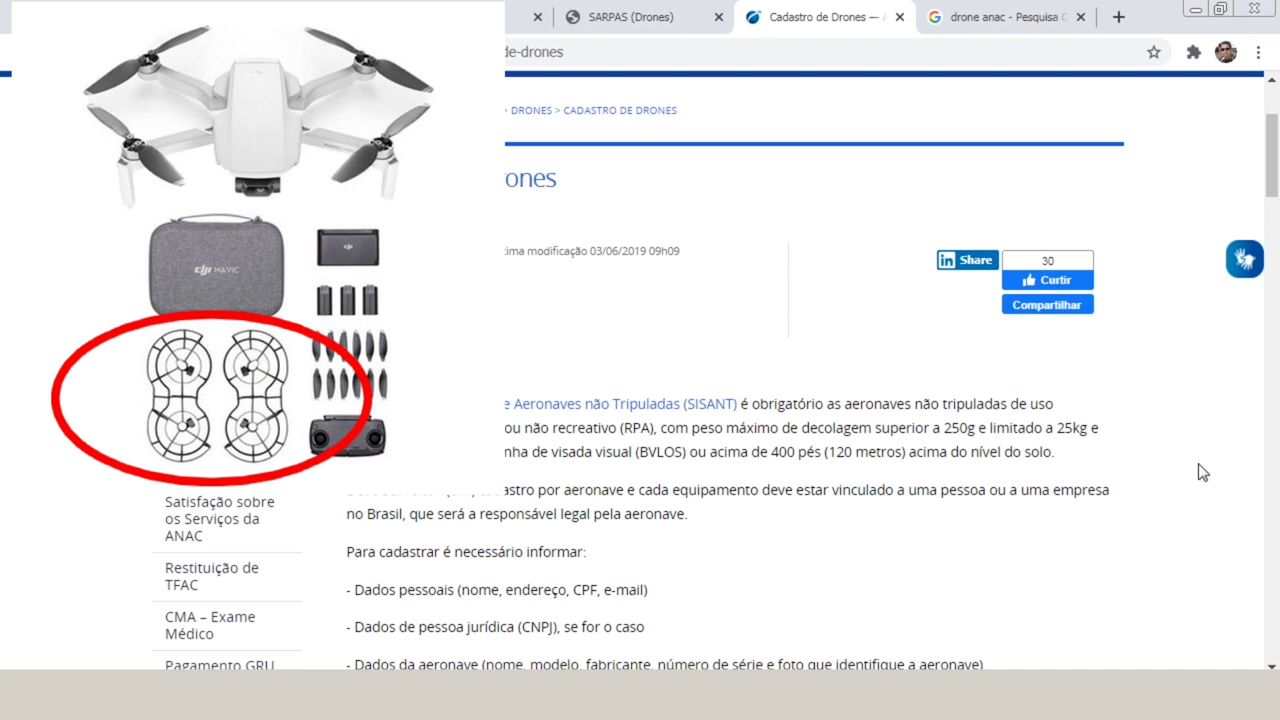 SARPAS (Drones)
Cadastro de Drones —
drone anac - Pesquisa
de-drones
DRONES > CADASTRO DE DRONES
ones
tima modificação 03/06/2019 09h09
Share
30
Curtir
Compartilhar
dji MAVIC
e Aeronaves não Tripuladas (SISANT) é obrigatório as aeronaves não tripuladas de uso
ou não recreativo (RPA), com peso máximo de decolagem superior a 250g e limitado a 25kg e
nha de visada visual (BVLOS) ou acima de 400 pés (120 metros) acima do nível do solo.
astro por aeronave e cada equipamento deve estar vinculado a uma pessoa ou a uma empresa
no Brasil, que será a responsável legal pela aeronave.
Para cadastrar é necessário informar:
- Dados pessoais (nome, endereço, CPF, e-mail)
- Dados de pessoa jurídica (CNPJ), se for o caso
- Dados da aeronave (nome, modelo, fabricante, número de série e foto que identifique a aeronave)
Satisfação sobre
os Serviços da
ANAC
Restituição de
TFAC
CMA – Exame
Médico
Pagamento GRU